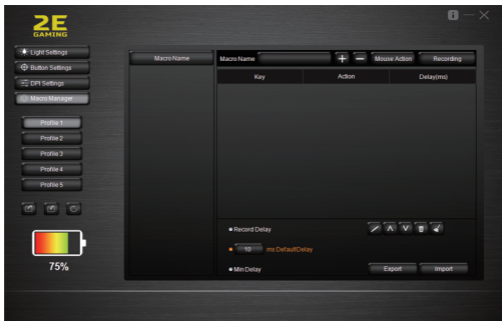 2E
GAMING
Light Settings
Button Settings
DPI Settings
Macro Manager
Profile 1
Profile 2
Profile 3
Profile 4
Profile 5
75%
Macro Name
Macro Name + − Mouse Action Recording
Key Action Delay(ms)
Record Delay
10 ms DefaultDelay
Min Delay
Export Import